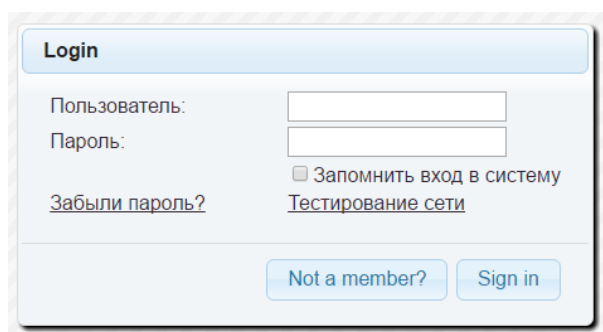 Login
Пользователь:
Пароль:
Запомнить вход в систему
Забыли пароль? Тестирование сети
Not a member? Sign in